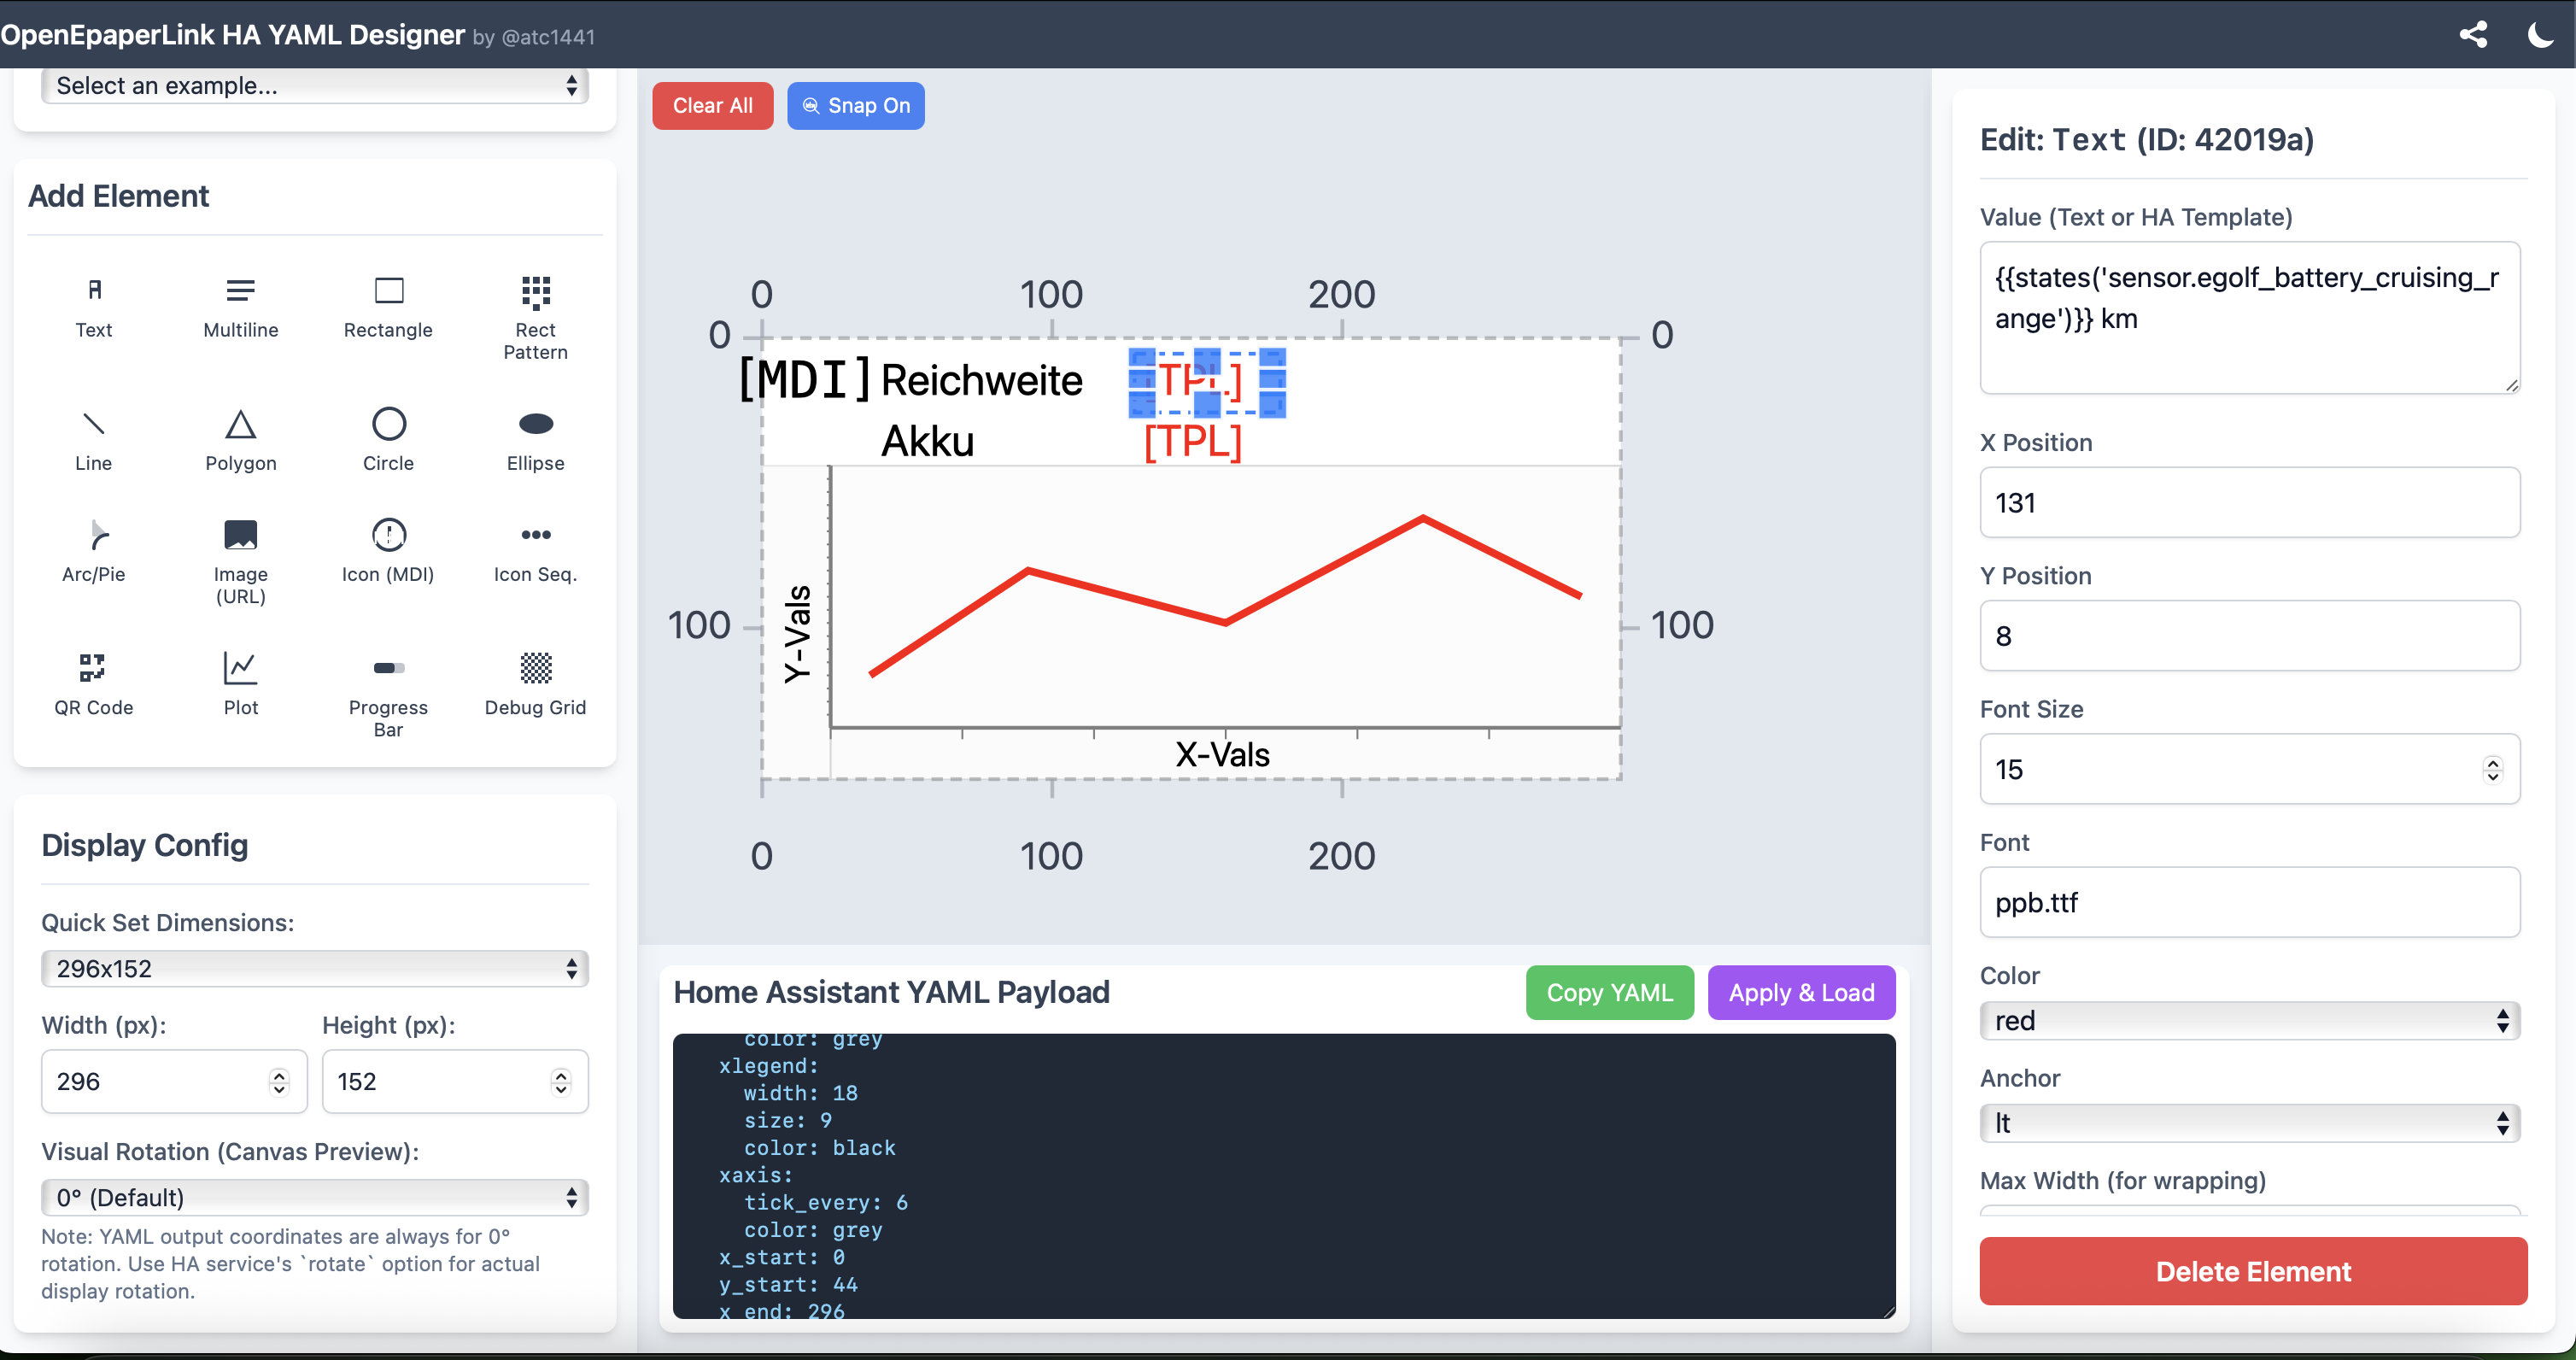 OpenEpaperLink HA YAML Designer by @atc1441
Select an example...
Add Element
Text
Multiline
Rectangle
Rect
Pattern
Line
Polygon
Circle
Ellipse
Arc/Pie
Image
(URL)
Icon (MDI)
Icon Seq.
QR Code
Plot
Progress
Bar
Debug Grid
Display Config
Quick Set Dimensions:
296x152
Width (px):
Height (px):
296
152
Visual Rotation (Canvas Preview):
0° (Default)
Note: YAML output coordinates are always for 0°
rotation. Use HA service's `rotate` option for actual
display rotation.
Clear All
Snap On
0
100
200
0
0
[MDI]
Reichweite
[TPL]
Akku
[TPL]
Y-Vals
100
100
X-Vals
0
100
200
Home Assistant YAML Payload
Copy YAML
Apply & Load
color: grey
xlegend:
width: 18
size: 9
color: black
xaxis:
tick_every: 6
color: grey
x_start: 0
y_start: 44
x_end: 296
Edit: Text (ID: 42019a)
Value (Text or HA Template)
{{states('sensor.egolf_battery_cruising_r
ange')}} km
X Position
131
Y Position
8
Font Size
15
Font
ppb.ttf
Color
red
Anchor
lt
Max Width (for wrapping)
Delete Element